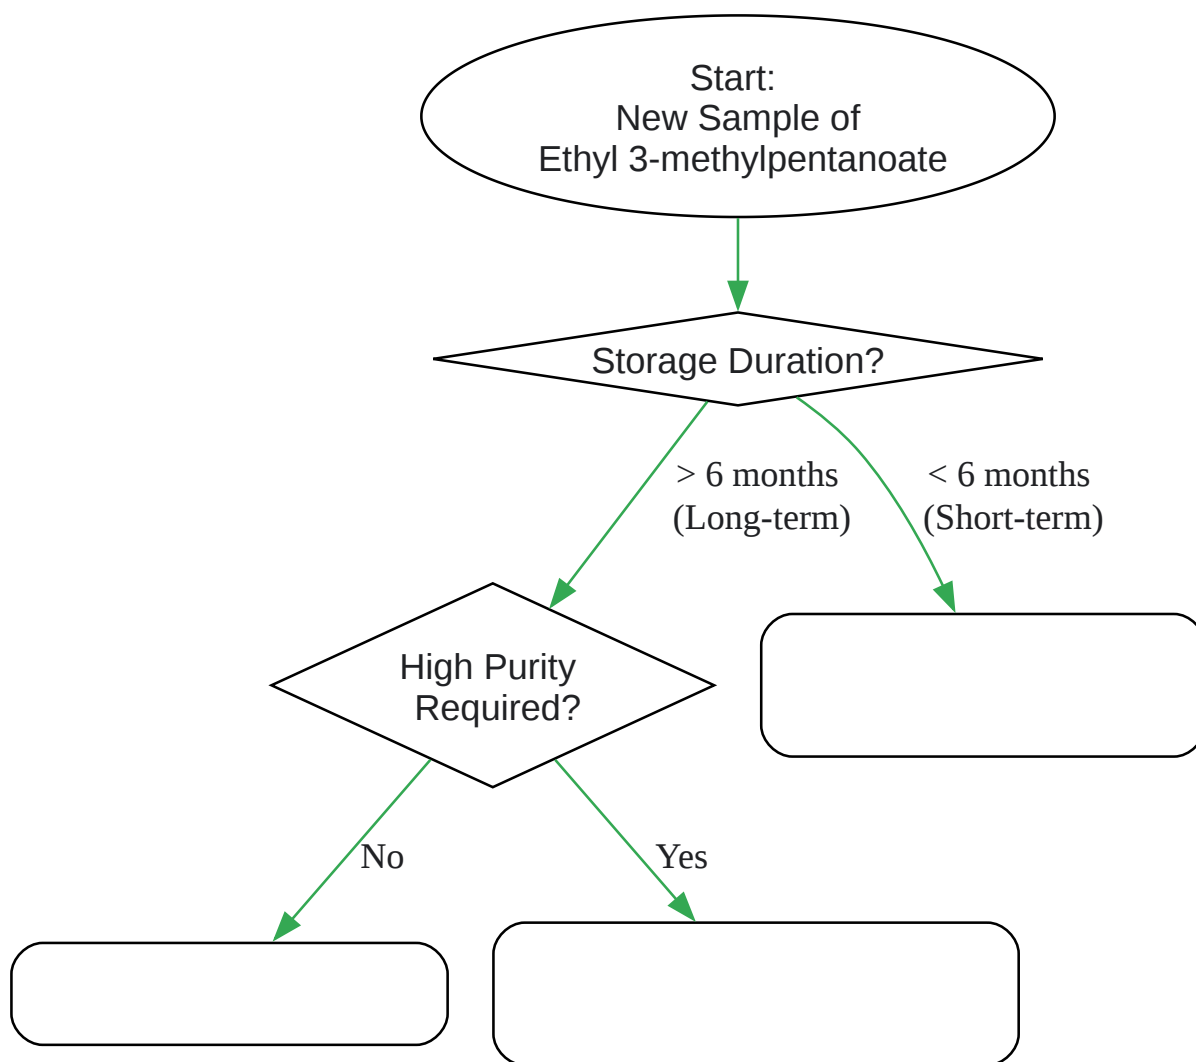 Start:
New Sample of
Ethyl 3-methylpentanoate
Storage Duration?
> 6 months
(Long-term)
< 6 months
(Short-term)
High Purity
Required?
No
Yes